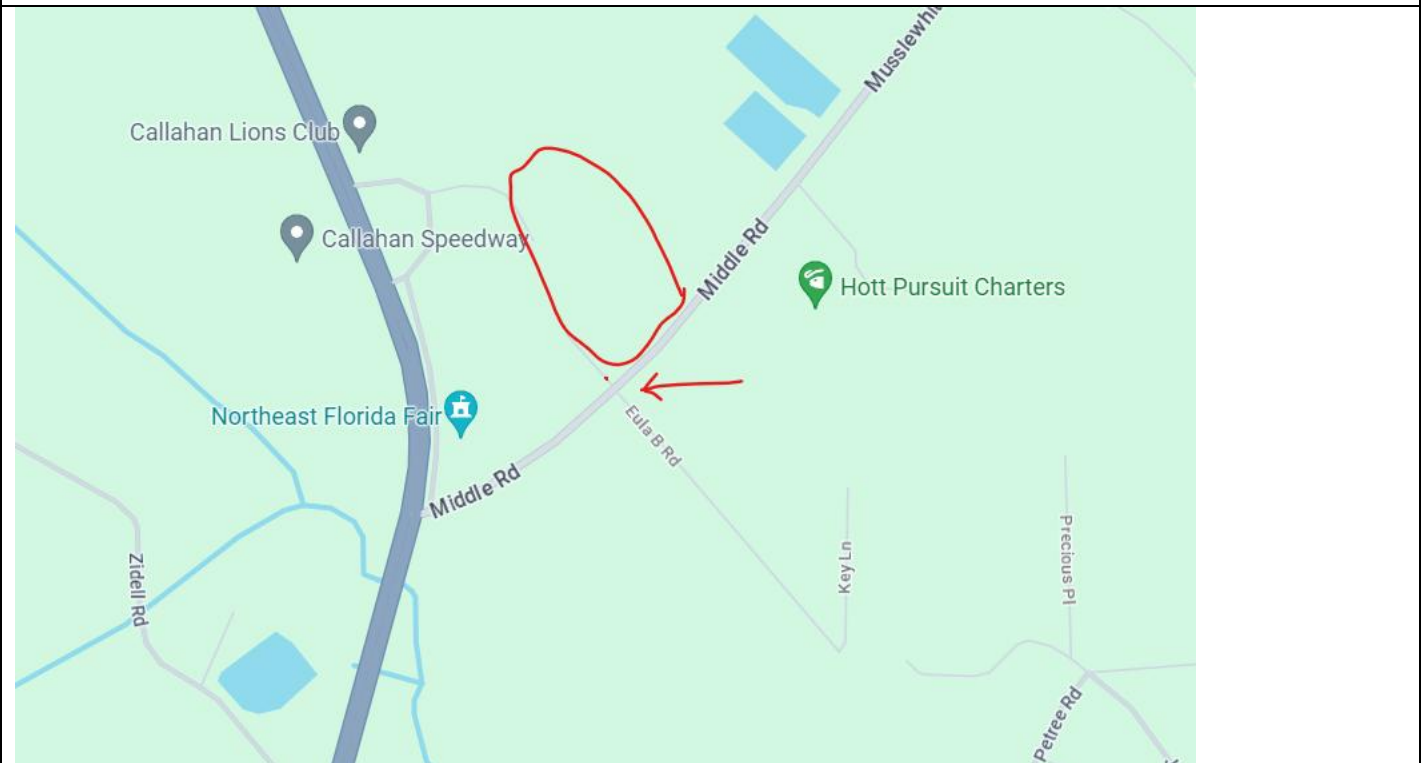 Musslewhi
Callahan Lions Club
Callahan Speedway
Middle Rd
Hott Pursuit Charters
Northeast Florida Fair
Eula B Rd
Middle Rd
Zidell Rd
Key Ln
Precious Pl
Petree Rd